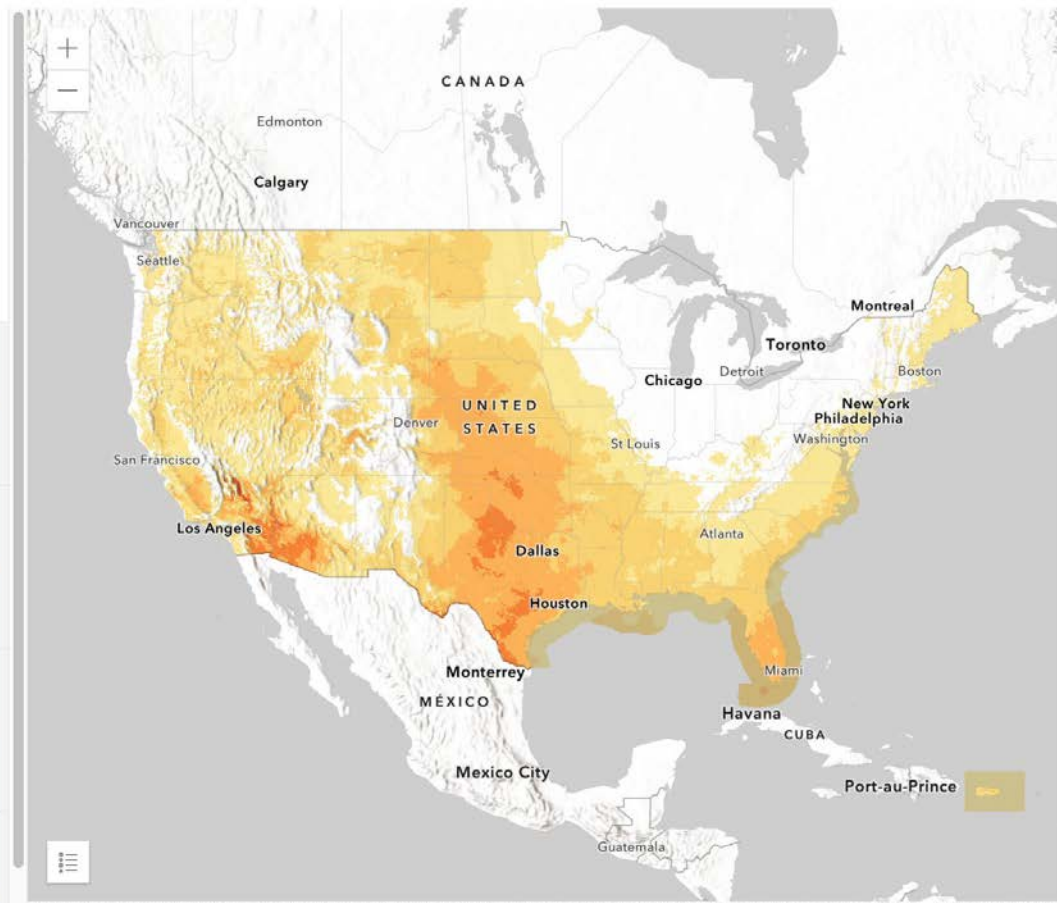 +
CANADA
−
Edmonton
Calgary
Vancouver
Seattle
Montreal
Toronto
Detroit
Boston
Chicago
New York
UNITED
STATES
Philadelphia
Denver
Washington
St Louis
San Francisco
Los Angeles
Atlanta
Dallas
Houston
Monterrey
Miami
MÉXICO
Havana
CUBA
Mexico City
Port-au-Prince
Guatemala